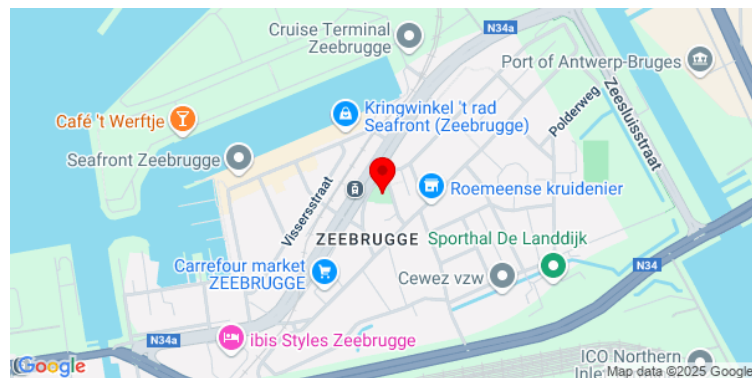 Cruise Terminal
Zeebrugge
N34a
Port of Antwerp-Bruges
Café 't Werftje
Kringwinkel 't rad
Seafront (Zeebrugge)
Polderweg
Zeesluisstraat
Seafront Zeebrugge
Vissersstraat
Roemeense kruidenier
ZEEBRUGGE
Sporthal De Landdijk
Carrefour market
ZEEBRUGGE
Cewez vzw
N34
N34a
ibis Styles Zeebrugge
ICO Northern
Inlet
Google
Map data ©2025 Google